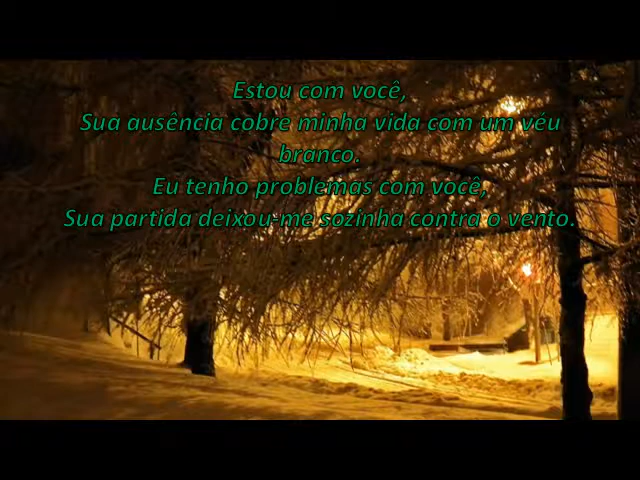 Estou com você,
Sua ausência cobre minha vida com um véu
branco.
Eu tenho problemas com você,
Sua partida deixou-me sozinha contra o vento.